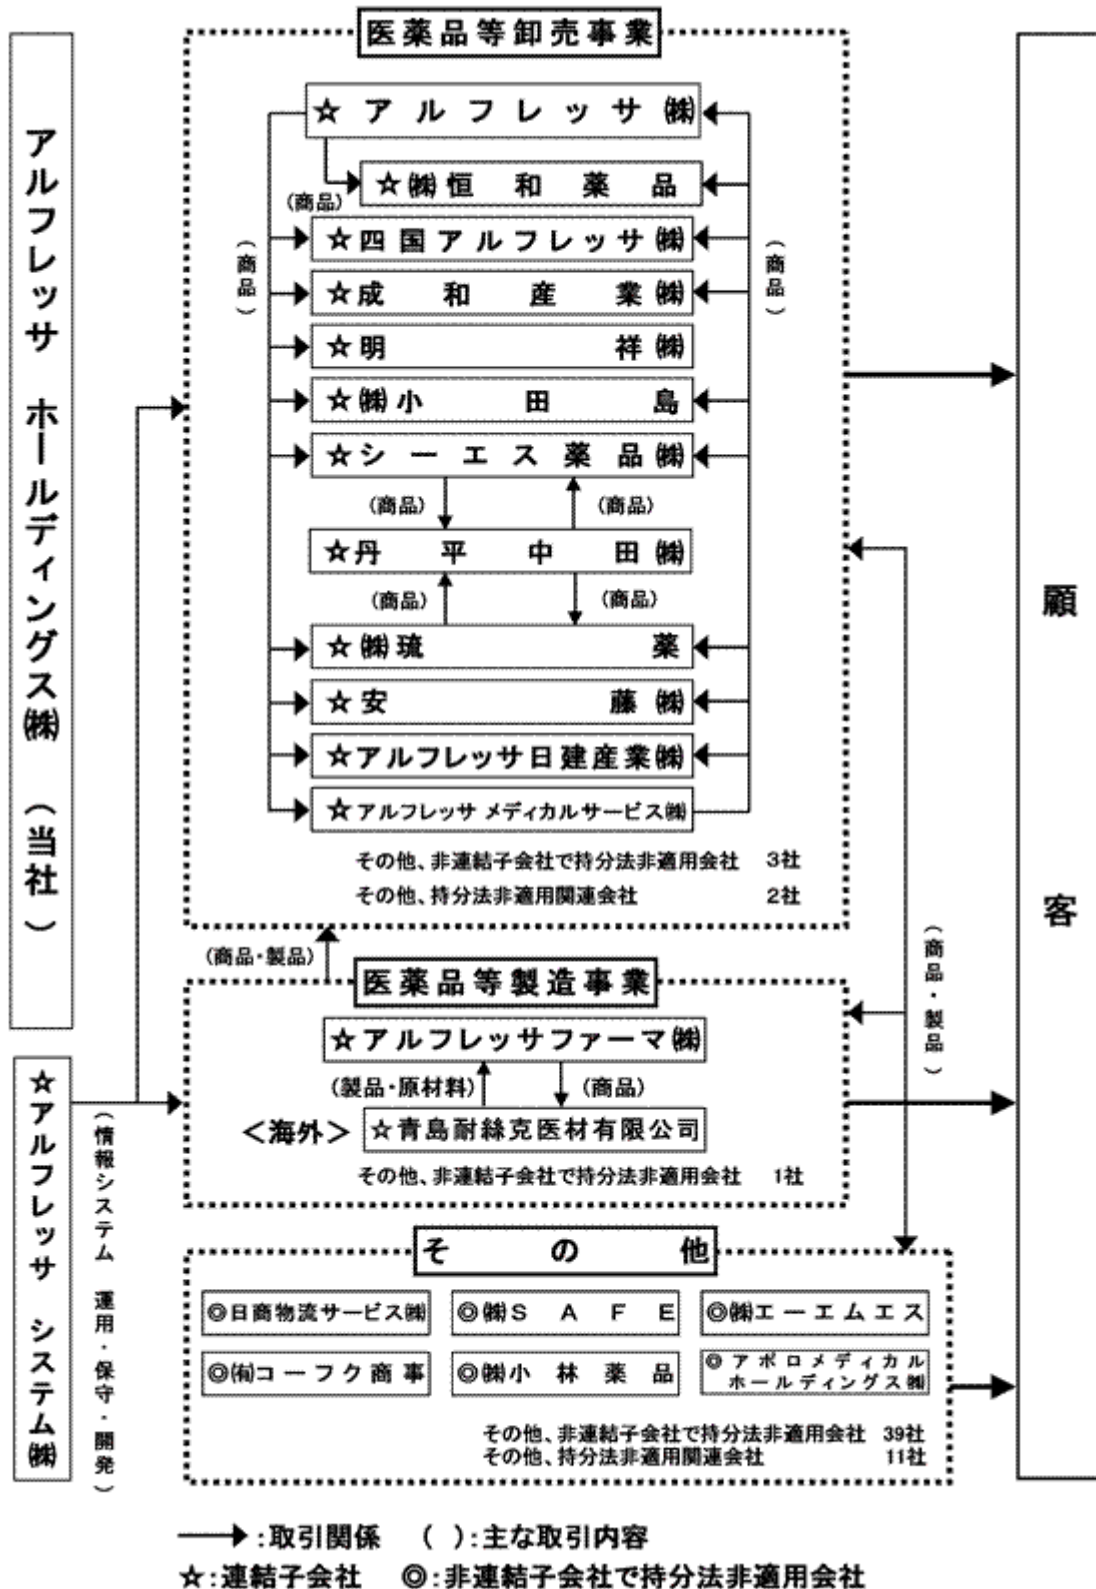 アルフレッサ ホールディングス㈱ （当社）
☆アルフレッサ システム㈱
（情報システム 運用・保守・開発）
医薬品等卸売事業
☆アルフレッサ㈱
☆㈱恒和薬品
（商品）
☆四国アルフレッサ㈱
（商品）
（商品）
☆成和産業㈱
☆明祥㈱
☆㈱小田島
☆シーエス薬品㈱
（商品） （商品）
☆丹平中田㈱
（商品） （商品）
☆㈱琉薬
☆安藤㈱
☆アルフレッサ日建産業㈱
☆アルフレッサ メディカルサービス㈱
その他、非連結子会社で持分法非適用会社 3社
その他、持分法非適用関連会社 2社
（商品・製品）
（商品・製品）
医薬品等製造事業
☆アルフレッサファーマ㈱
（製品・原材料） （商品）
＜海外＞ ☆青島耐絲克医材有限公司
その他、非連結子会社で持分法非適用会社 1社
その他
◎日商物流サービス㈱ ◎㈱ＳＡＦＥ ◎㈱エーエムエス
◎㈲コーフク商事 ◎㈱小林薬品 ◎アポロメディカル
ホールディングス㈱
その他、非連結子会社で持分法非適用会社 39社
その他、持分法非適用関連会社 11社
顧客
→：取引関係 （ ）：主な取引内容
☆：連結子会社 ◎：非連結子会社で持分法非適用会社